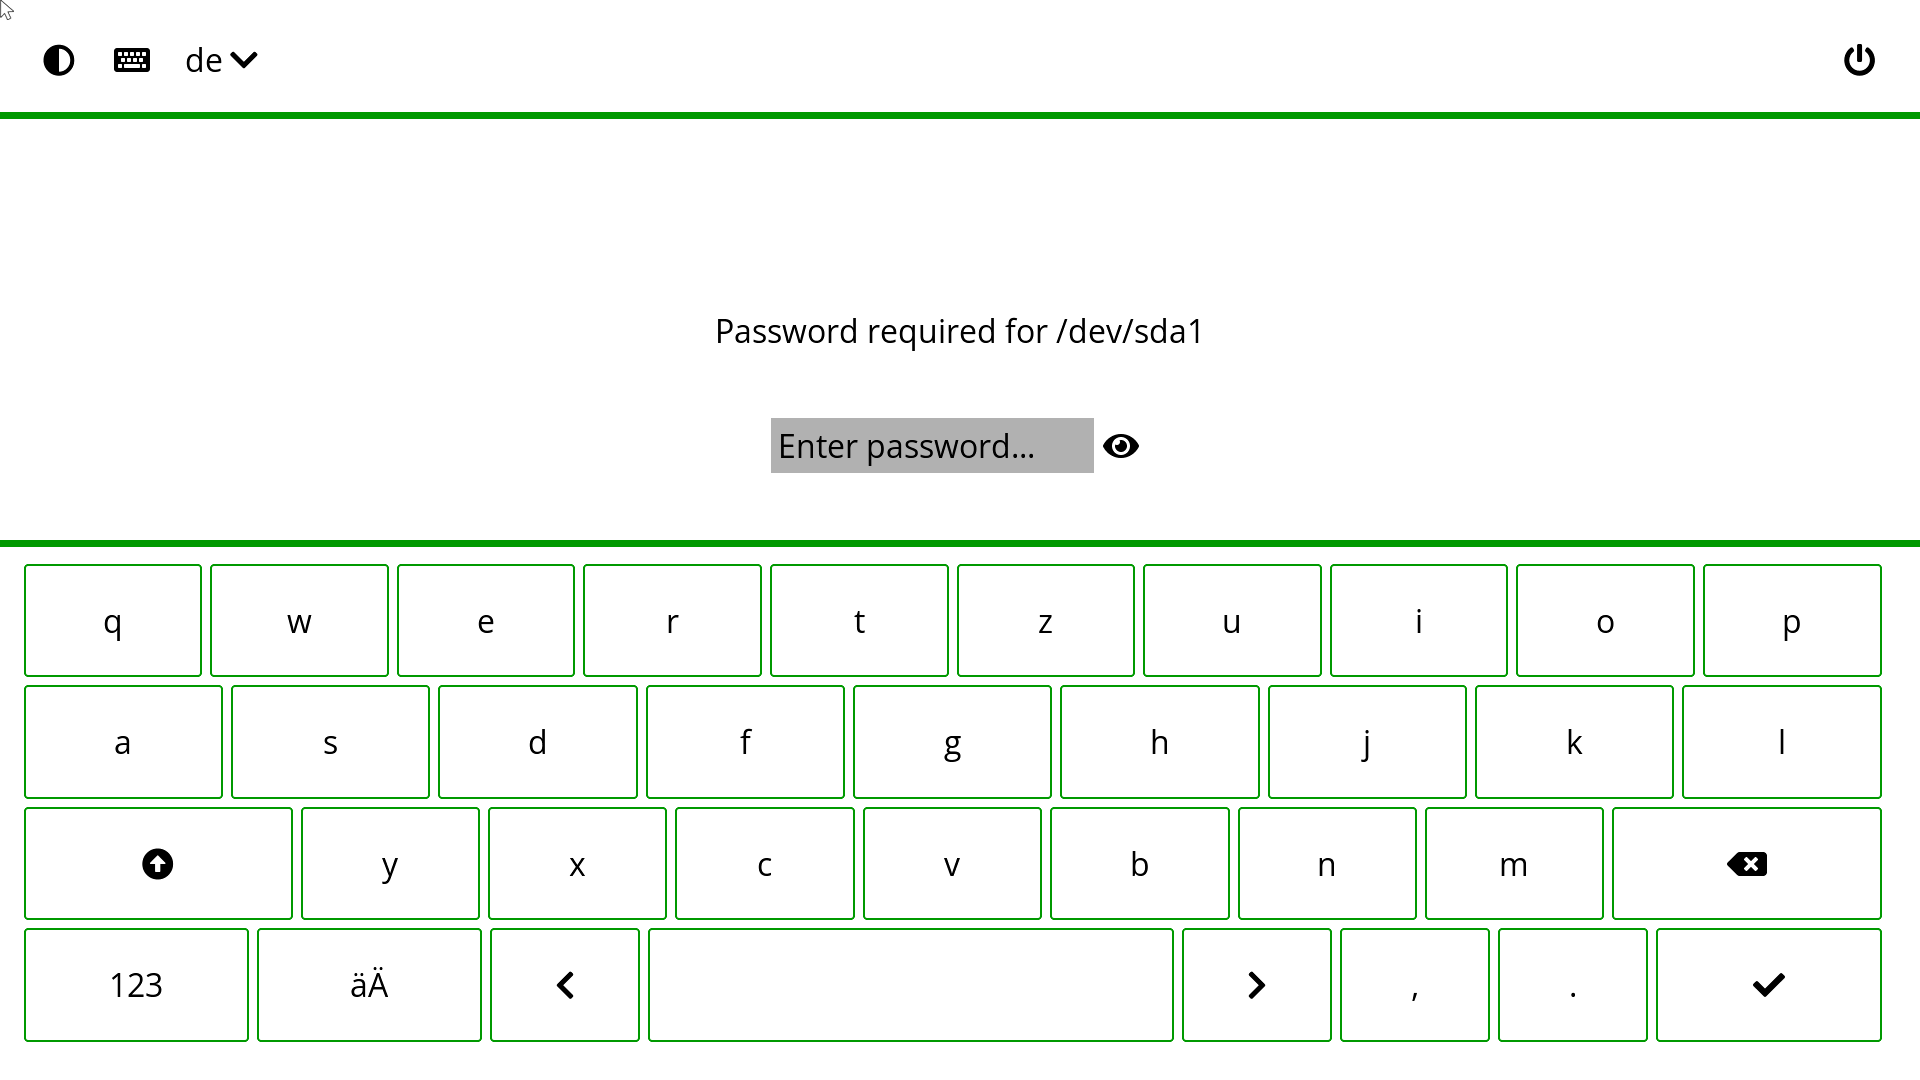 de
Password required for /dev/sda1
Enter password...
q w e r t z u i o p
a s d f g h j k l
y x c v b n m
123 äÄ , .